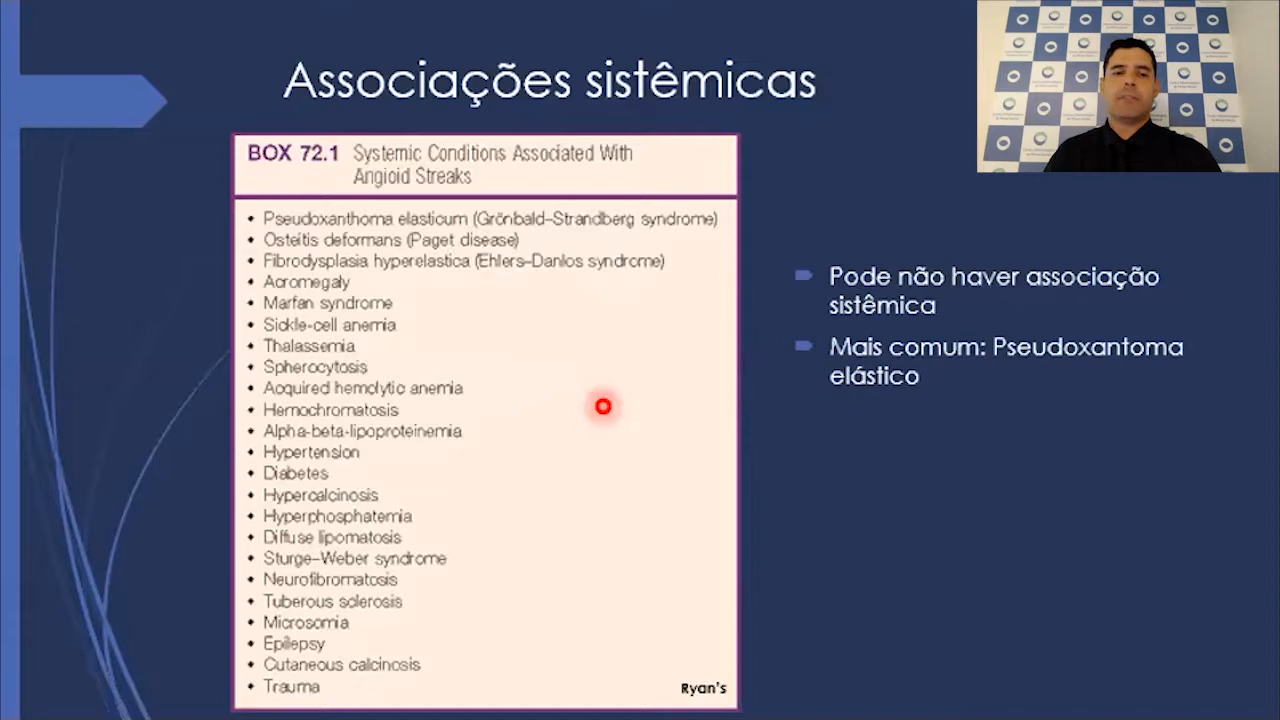 Associações sistêmicas
BOX 72.1 Systemic Conditions Associated With
Angioid Streaks
• Pseudoxanthoma elasticum (Grönbald–Strandberg syndrome)
• Osteitis deformans (Paget disease)
• Fibrodysplasia hyperelastica (Ehlers–Danlos syndrome)
• Acromegaly
• Marfan syndrome
• Sickle-cell anemia
• Thalassemia
• Spherocytosis
• Acquired hemolytic anemia
• Hemochromatosis
• Alpha-beta-lipoproteinemia
• Hypertension
• Diabetes
• Hypercalcinosis
• Hyperphosphatemia
• Diffuse lipomatosis
• Sturge–Weber syndrome
• Neurofibromatosis
• Tuberous sclerosis
• Microsomia
• Epilepsy
• Cutaneous calcinosis
• Trauma
Ryan's
Pode não haver associação
sistêmica
Mais comum: Pseudoxantoma
elástico